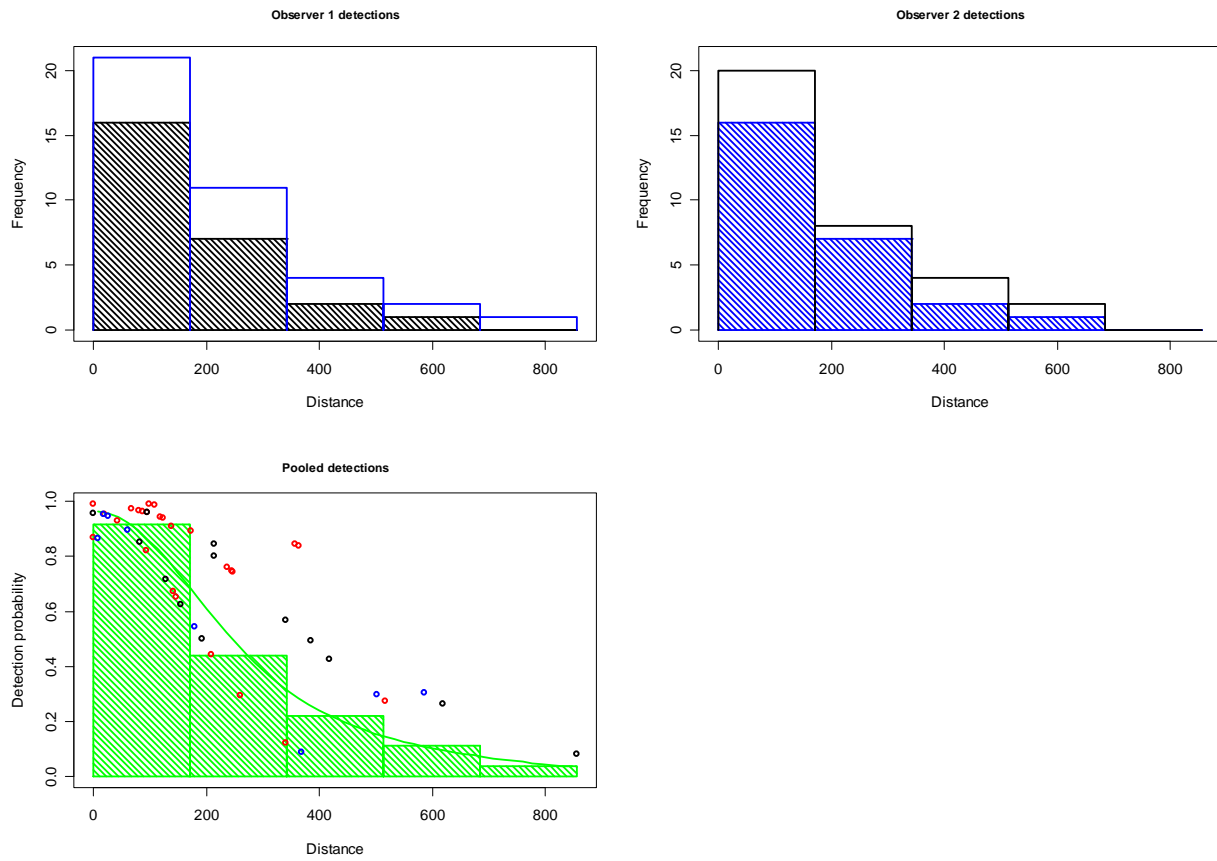 Observer 1 detections
Frequency
0 5 10 15 20
0 200 400 600 800
Distance
Observer 2 detections
Frequency
0 5 10 15 20
0 200 400 600 800
Distance
Pooled detections
Detection probability
0.0 0.2 0.4 0.6 0.8 1.0
0 200 400 600 800
Distance